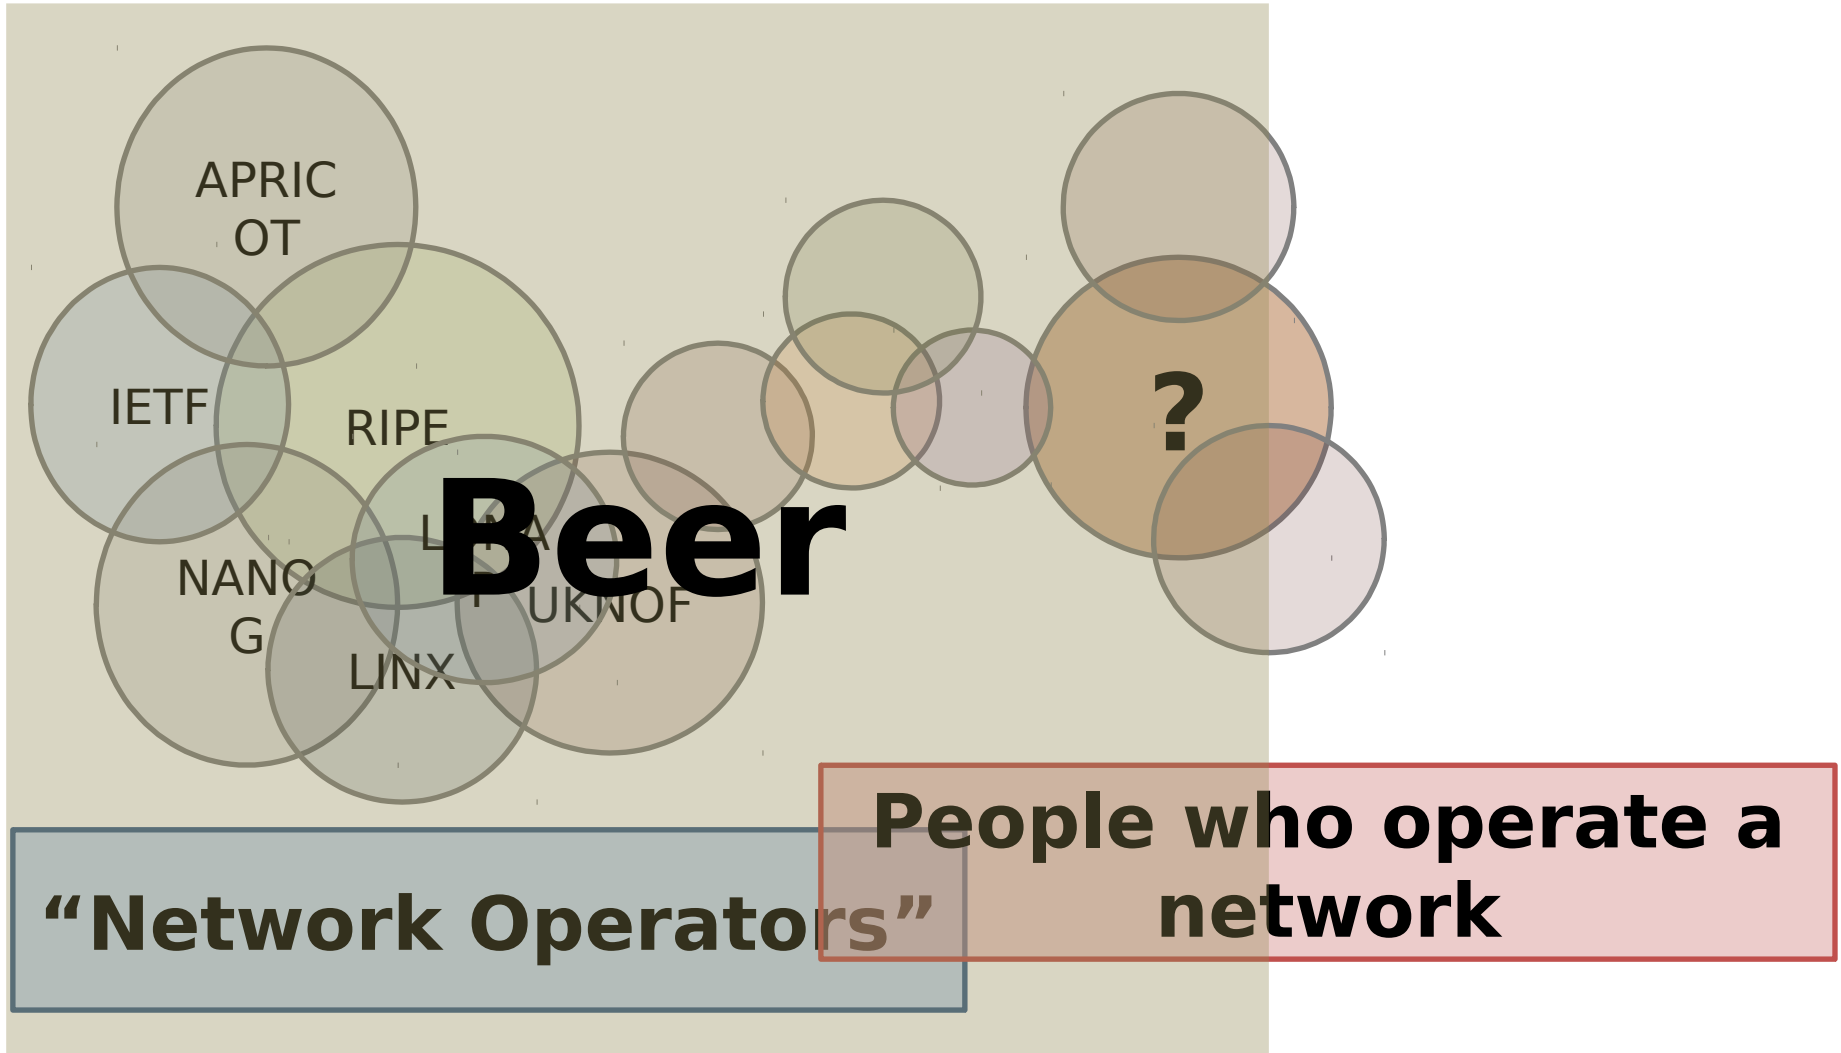 APRIC
OT
IETF
RIPE
?
Beer
NANO
G
UKNOF
LINX
People who operate a
network
“Network Operators”